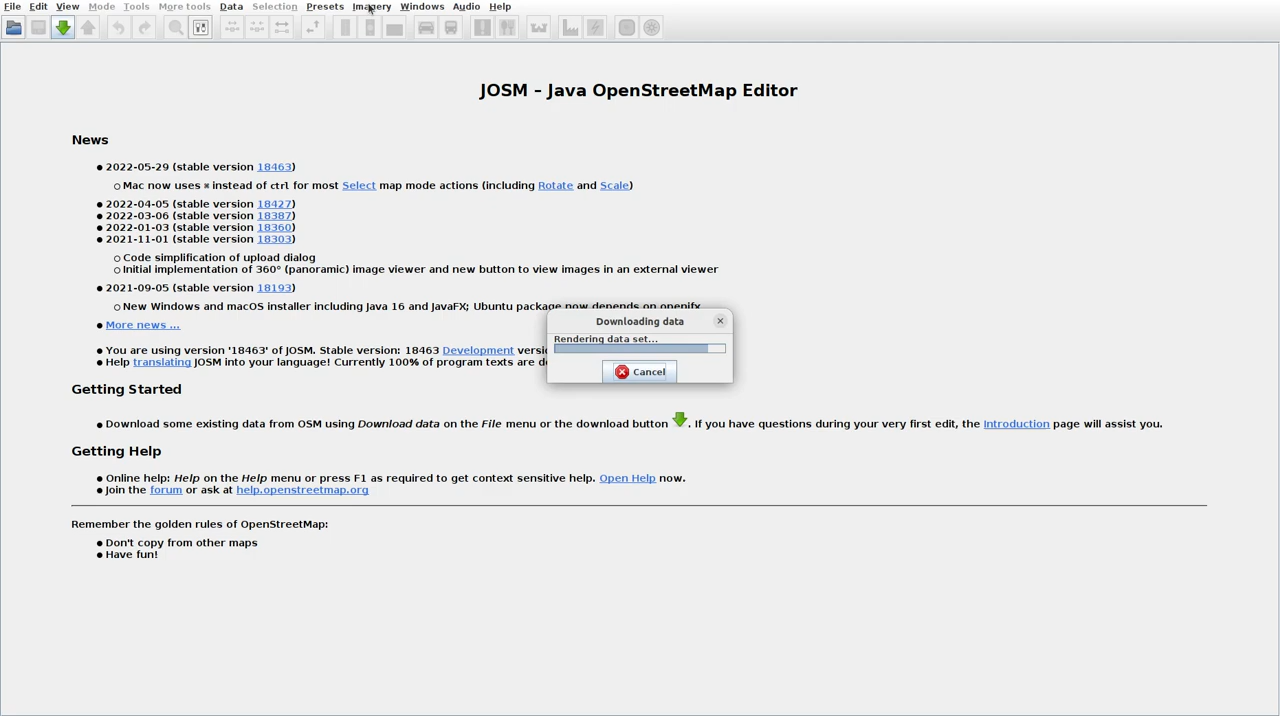 File Edit View Mode Tools More tools Data Selection Presets Imagery Windows Audio Help
JOSM – Java OpenStreetMap Editor
News
2022-05-29 (stable version 18463)
Mac now uses ⌘ instead of ctrl for most Select map mode actions (including Rotate and Scale)
2022-04-05 (stable version 18427)
2022-03-06 (stable version 18387)
2022-01-03 (stable version 18360)
2021-11-01 (stable version 18303)
Code simplification of upload dialog
Initial implementation of 360° (panoramic) image viewer and new button to view images in an external viewer
2021-09-05 (stable version 18193)
New Windows and macOS installer including Java 16 and JavaFX; Ubuntu package now depends on openjfx
More news ...
Downloading data
Rendering data set...
Cancel
You are using version '18463' of JOSM. Stable version: 18463 Development
Help translating JOSM into your language! Currently 100% of program texts are
Getting Started
Download some existing data from OSM using Download data on the File menu or the download button . If you have questions during your very first edit, the Introduction page will assist you.
Getting Help
Online help: Help on the Help menu or press F1 as required to get context sensitive help. Open Help now.
Join the forum or ask at help.openstreetmap.org
Remember the golden rules of OpenStreetMap:
Don't copy from other maps
Have fun!